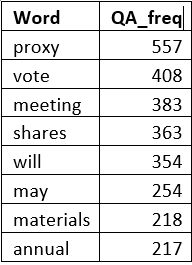 Word QA_freq
proxy 557
vote 408
meeting 383
shares 363
will 354
may 254
materials 218
annual 217